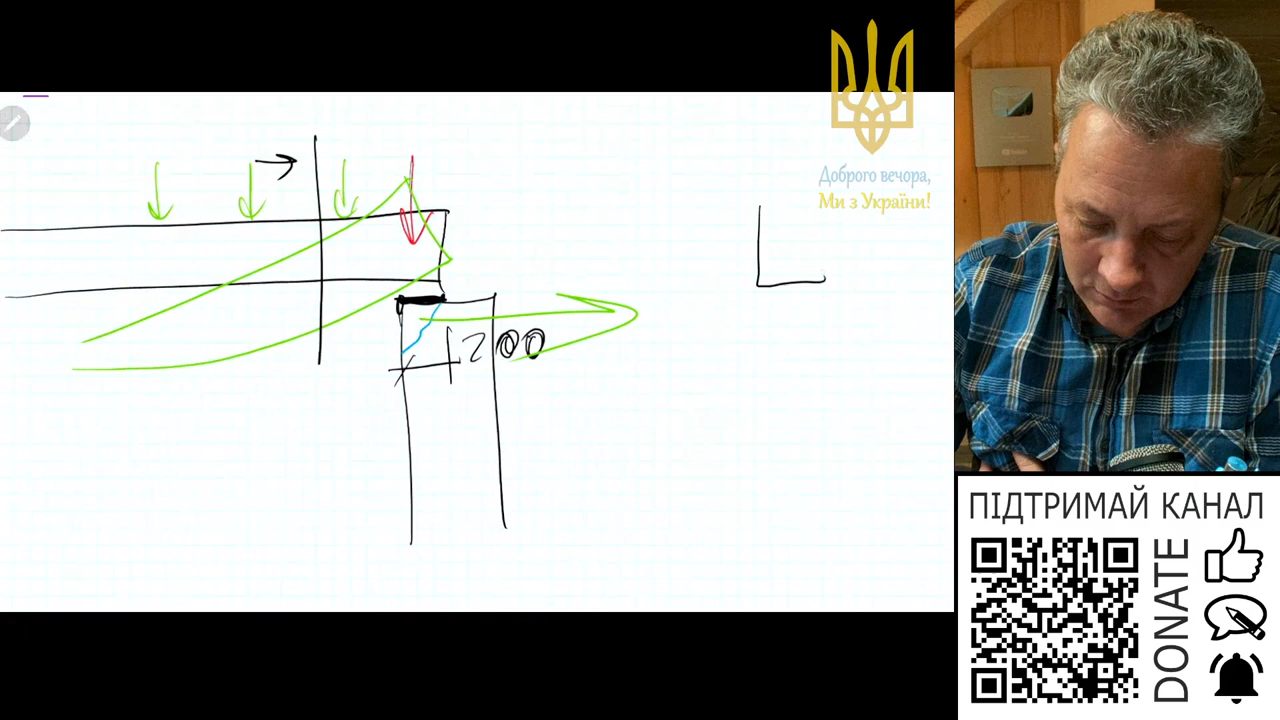 Доброго вечора,
Ми з України!
200
ПІДТРИМАЙ КАНАЛ
DONATE